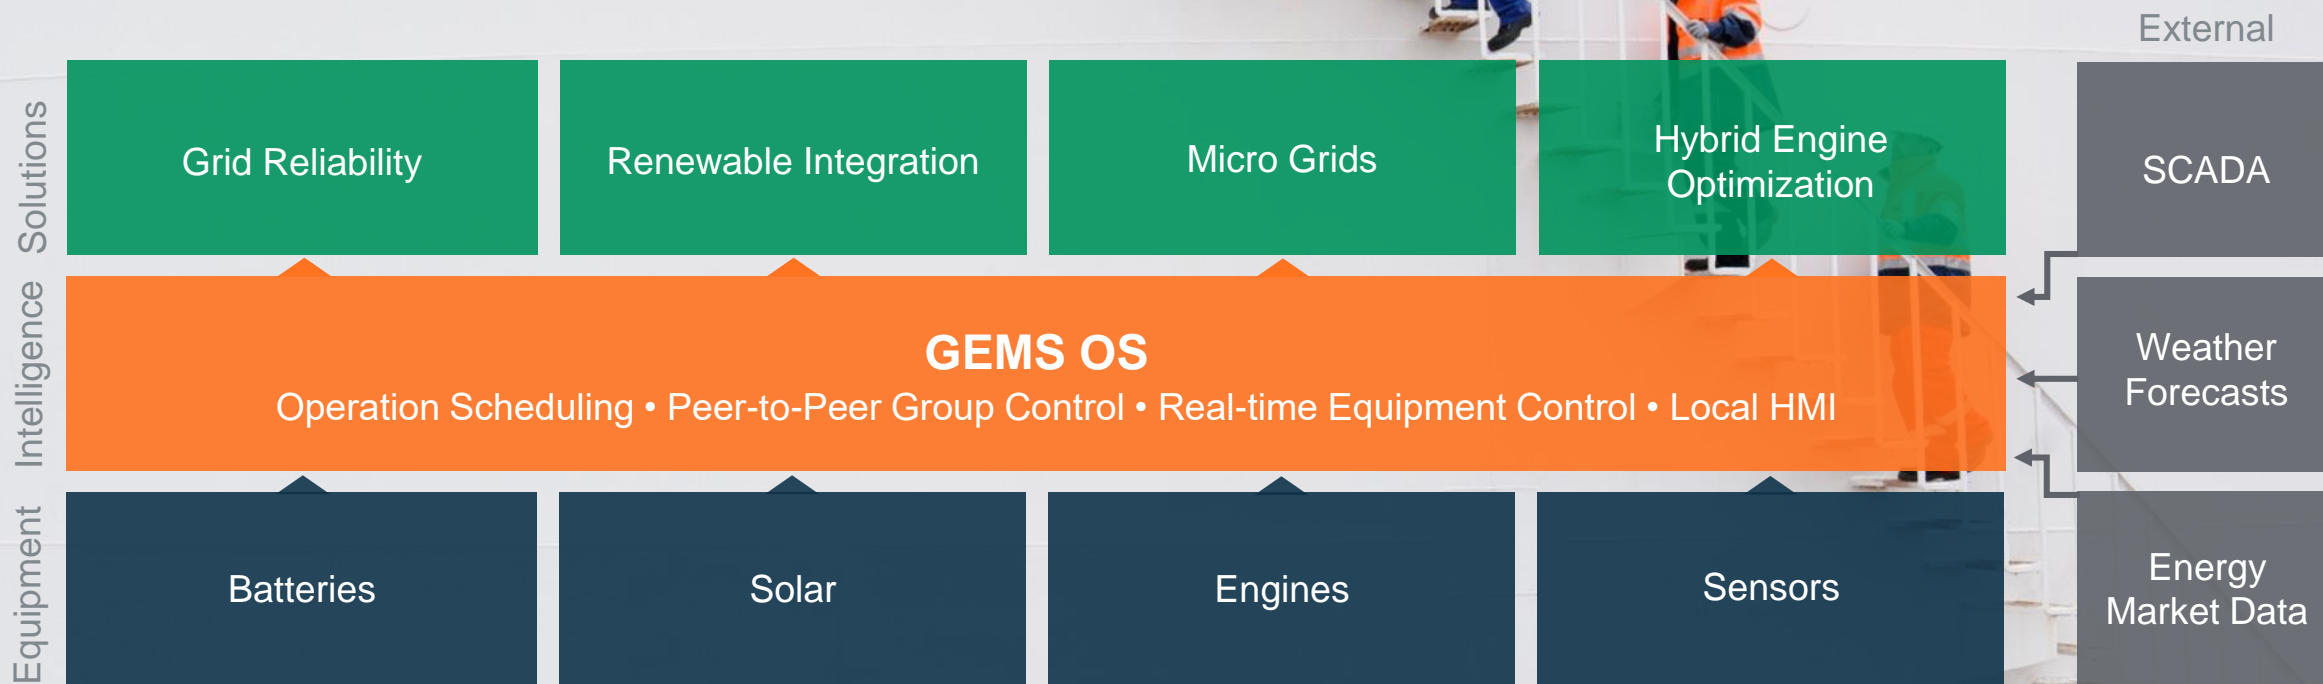 External
Solutions
Grid Reliability
Renewable Integration
Micro Grids
Hybrid Engine
Optimization
SCADA
Intelligence
GEMS OS
Operation Scheduling • Peer-to-Peer Group Control • Real-time Equipment Control • Local HMI
Weather
Forecasts
Equipment
Batteries
Solar
Engines
Sensors
Energy
Market Data